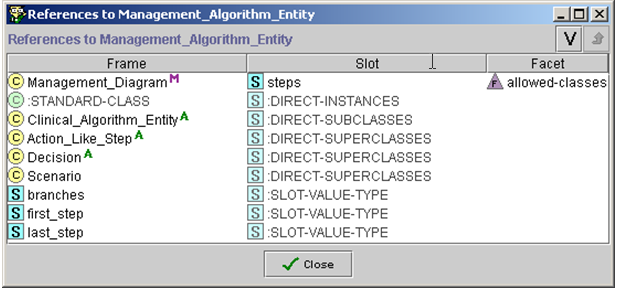 References to Management_Algorithm_Entity
References to Management_Algorithm_Entity V
Frame Slot Facet
C Management_Diagram M S steps F allowed-classes
C :STANDARD-CLASS S :DIRECT-INSTANCES
C Clinical_Algorithm_Entity A S :DIRECT-SUBCLASSES
C Action_Like_Step A S :DIRECT-SUPERCLASSES
C Decision A S :DIRECT-SUPERCLASSES
C Scenario S :DIRECT-SUPERCLASSES
S branches S :SLOT-VALUE-TYPE
S first_step S :SLOT-VALUE-TYPE
S last_step S :SLOT-VALUE-TYPE
Close